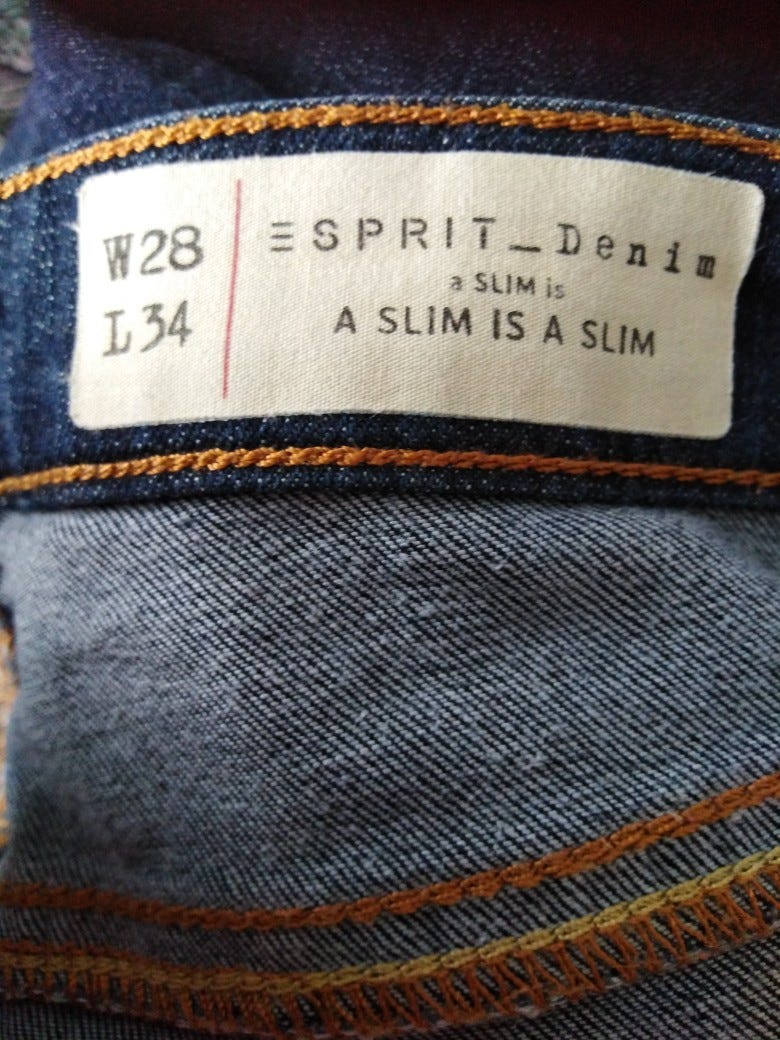 W28
L34
ESPRIT_Denim
a SLIM is
A SLIM IS A SLIM